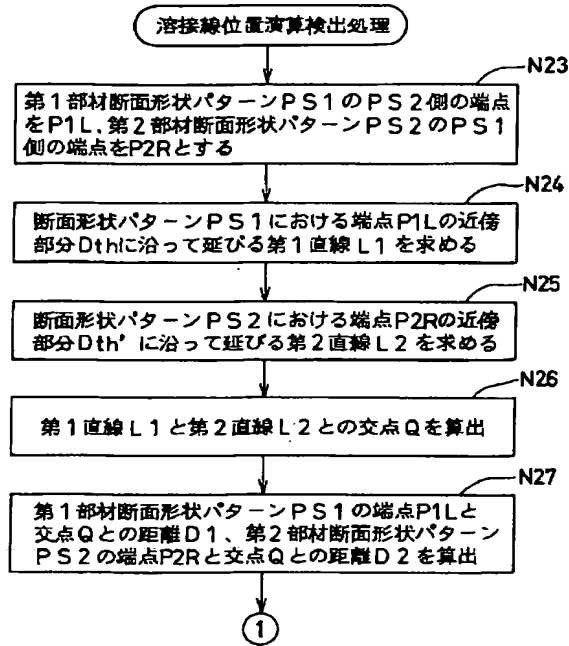 溶接線位置演算検出処理
N23
第1部材断面形状パターンPS1のPS2側の端点
をP1L、第2部材断面形状パターンPS2のPS1
側の端点をP2Rとする
N24
断面形状パターンPS1における端点P1Lの近傍
部分Dthに沿って延びる第1直線L1を求める
N25
断面形状パターンPS2における端点P2Rの近傍
部分Dth'に沿って延びる第2直線L2を求める
N26
第1直線L1と第2直線L2との交点Qを算出
N27
第1部材断面形状パターンPS1の端点P1Lと
交点Qとの距離D1、第2部材断面形状パターン
PS2の端点P2Rと交点Qとの距離D2を算出
1